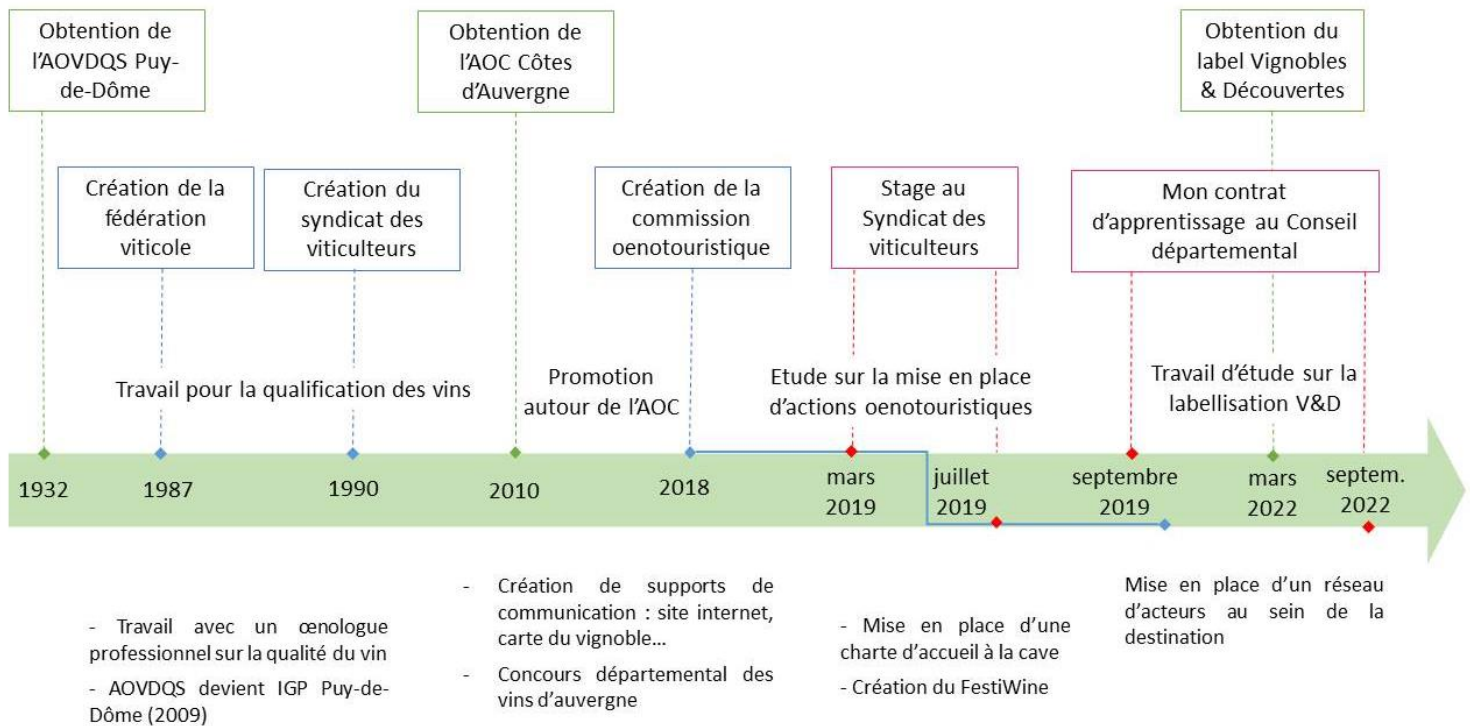 Obtention de
l'AOVDQS Puy-
de-Dôme
Obtention de
l'AOC Côtes
d'Auvergne
Obtention du
label Vignobles
& Découvertes
Création de la
fédération
viticole
Création du
syndicat des
viticulteurs
Création de la
commission
oenotouristique
Stage au
Syndicat des
viticulteurs
Mon contrat
d'apprentissage au Conseil
départemental
Travail pour la qualification des vins
Promotion
autour de l'AOC
Etude sur la mise en place
d'actions oenotouristiques
Travail d'étude sur la
labellisation V&D
1932
1987
1990
2010
2018
mars
2019
juillet
2019
septembre
2019
mars
2022
septem.
2022
- Travail avec un œnologue
professionnel sur la qualité du vin
- AOVDQS devient IGP Puy-de-
Dôme (2009)
- Création de supports de
communication : site internet,
carte du vignoble…
- Concours départemental des
vins d'auvergne
- Mise en place d'une
charte d'accueil à la cave
- Création du FestiWine
Mise en place d'un réseau
d'acteurs au sein de la
destination